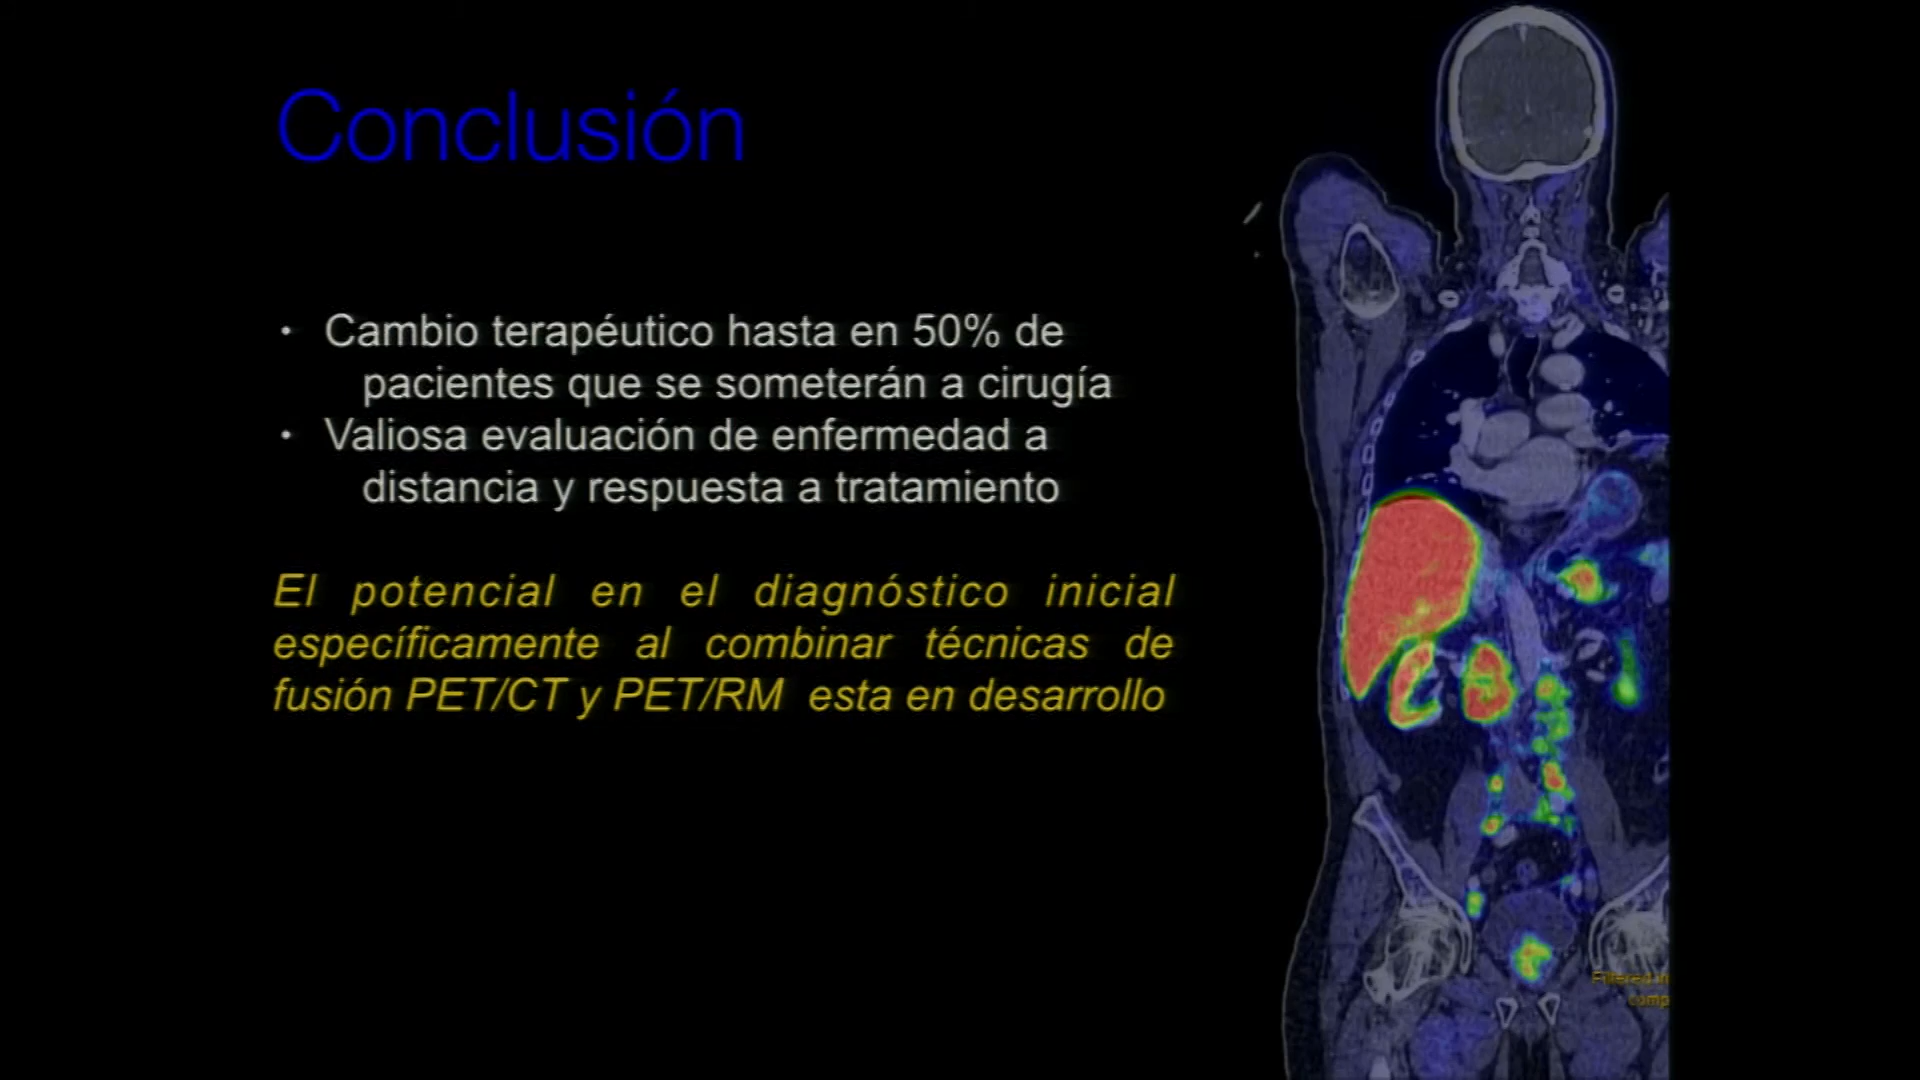 Conclusión
• Cambio terapéutico hasta en 50% de
pacientes que se someterán a cirugía
• Valiosa evaluación de enfermedad a
distancia y respuesta a tratamiento
El potencial en el diagnóstico inicial
específicamente al combinar técnicas de
fusión PET/CT y PET/RM esta en desarrollo
Filtered
comp